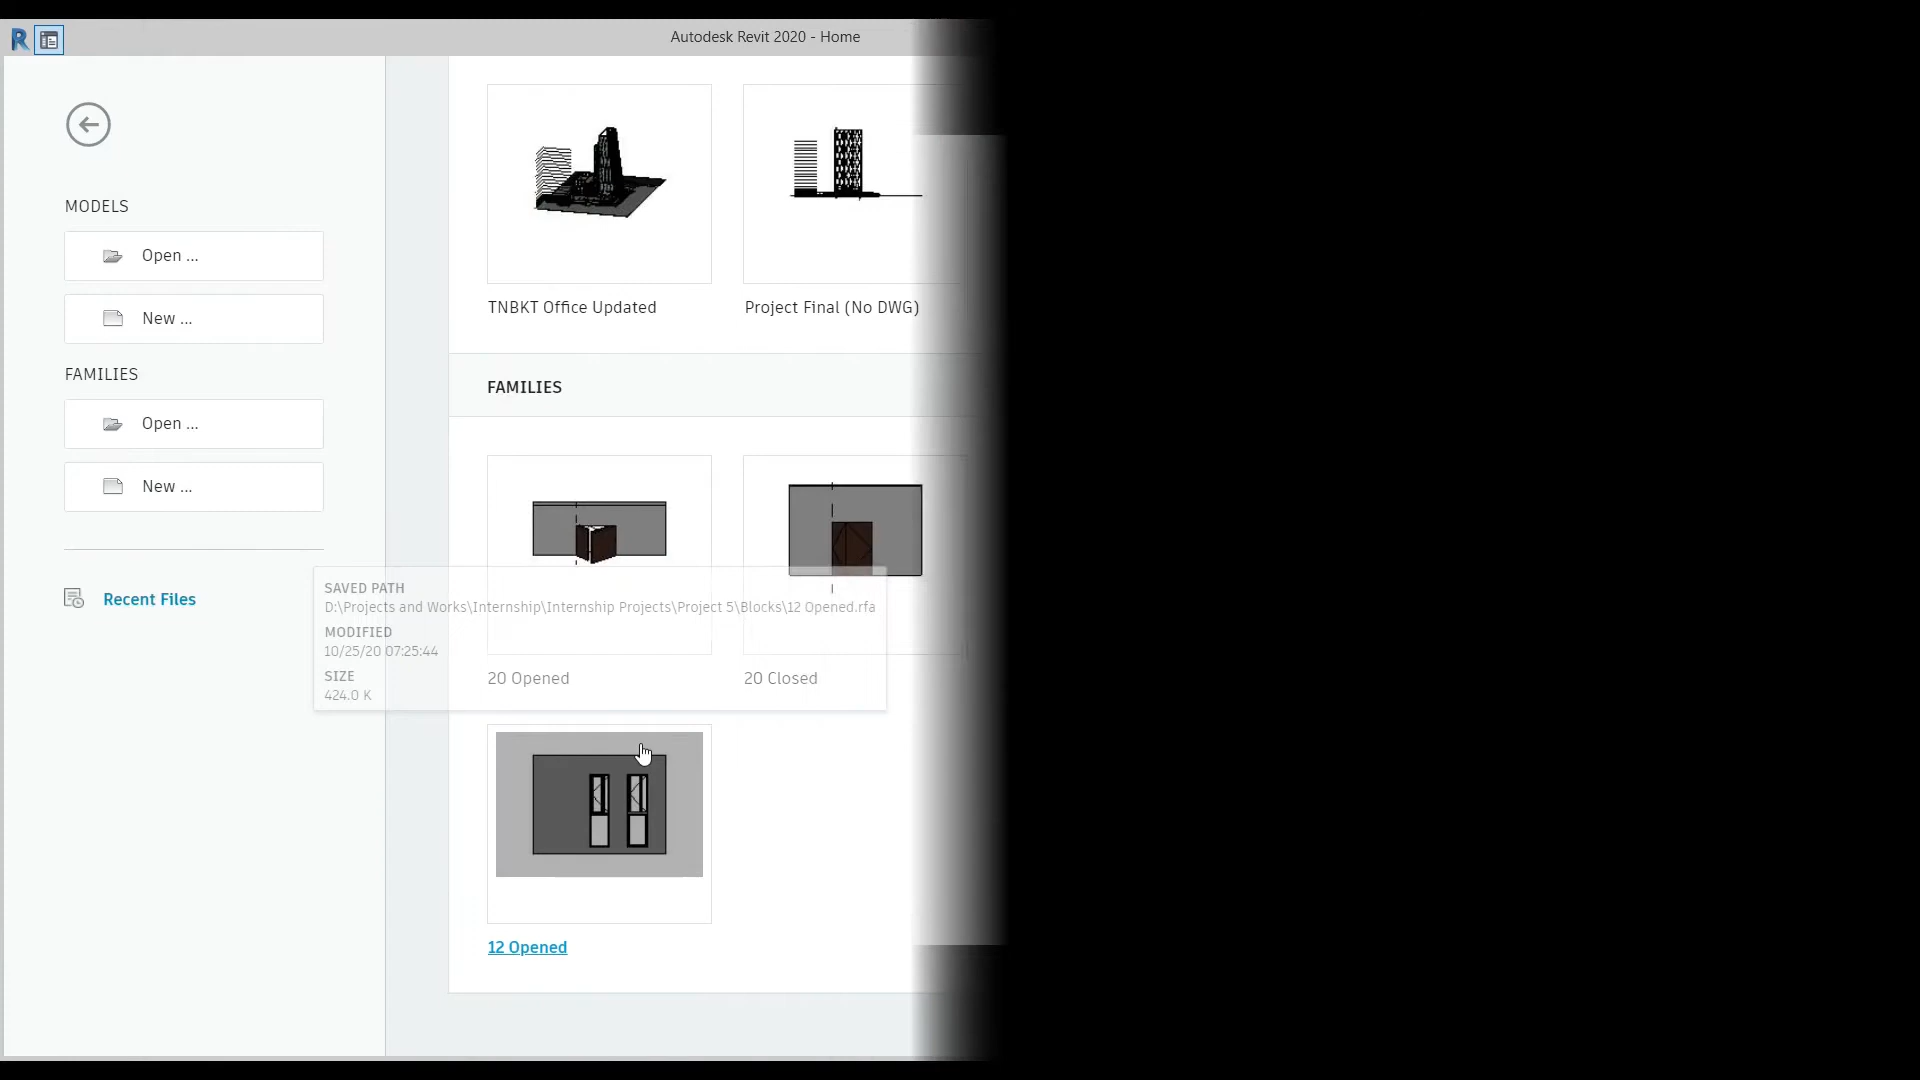 Autodesk Revit 2020 - Home
MODELS
Open ...
New ...
FAMILIES
Open ...
New ...
Recent Files
TNBKT Office Updated
Project Final (No DWG)
FAMILIES
SAVED PATH
D:\Projects and Works\Internship\Internship Projects\Project 5\Blocks\12 Opened.rfa
MODIFIED
10/25/20 07:25:44
SIZE
424.0 K
20 Opened
20 Closed
12 Opened